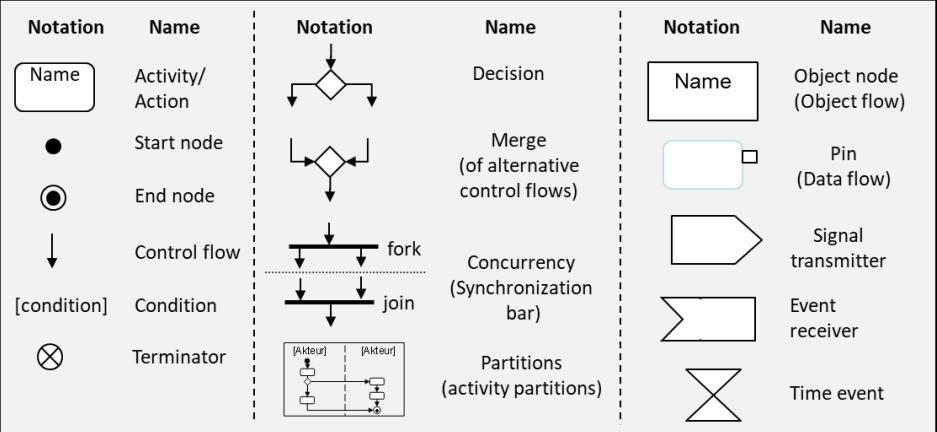 Notation Name
Name
Activity/
Action
Start node
End node
Control flow
[condition] Condition
Terminator
Notation Name
Decision
Merge
(of alternative
control flows)
fork
join
Concurrency
(Synchronization
bar)
[Akteur] [Akteur]
Partitions
(activity partitions)
Notation Name
Name
Object node
(Object flow)
Pin
(Data flow)
Signal
transmitter
Event
receiver
Time event